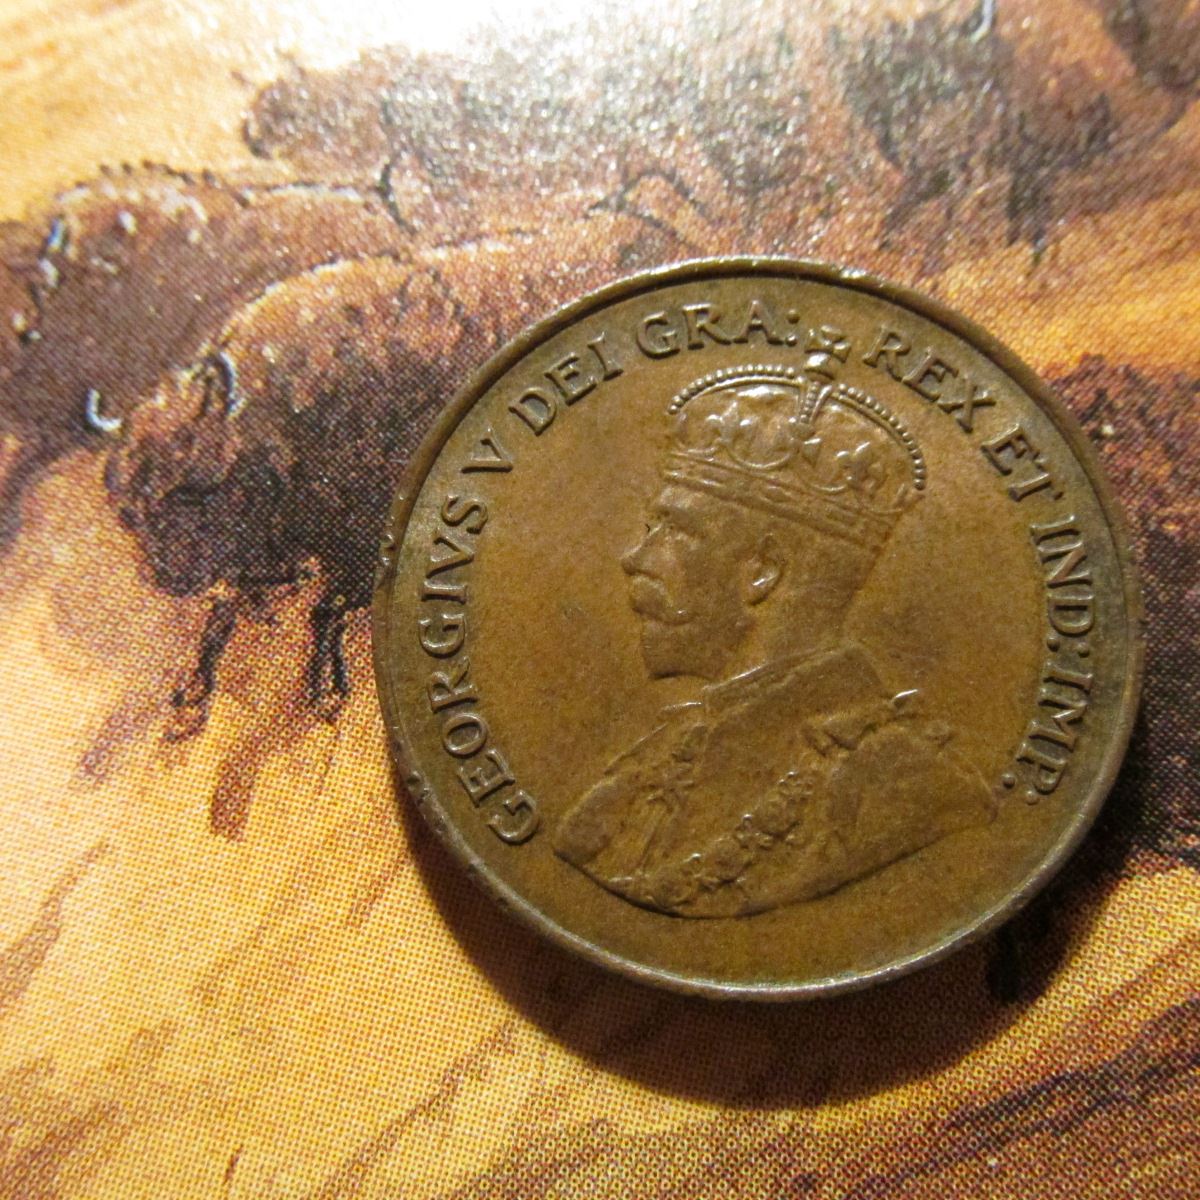 GEORGIVS V DEI GRA: REX ET IND: IMP: